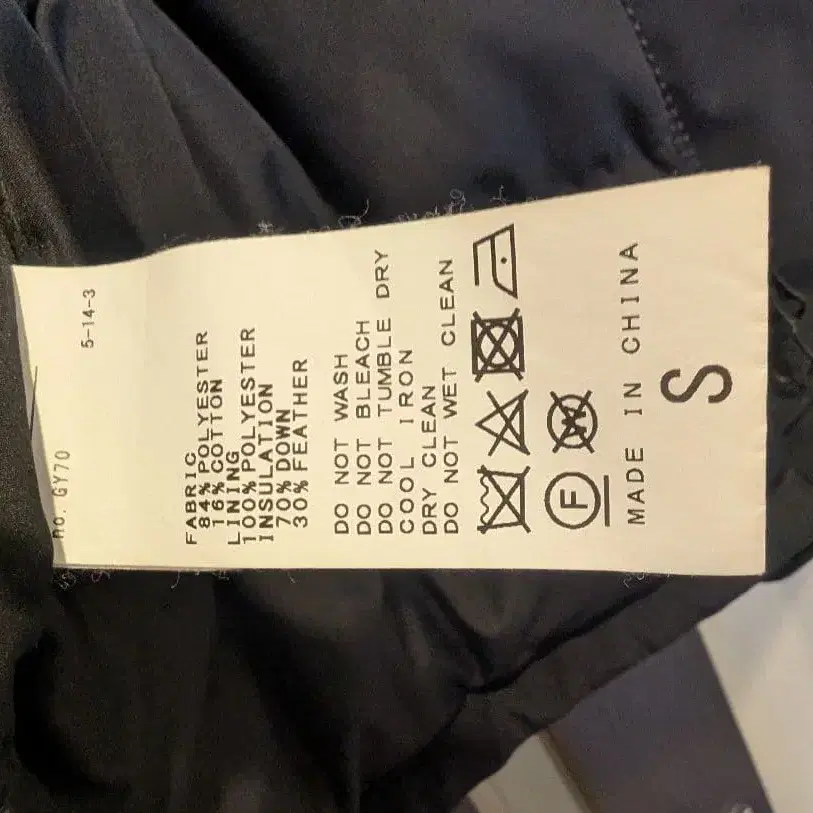 no. GY70
5-14-3
FABRIC
84% POLYESTER
16% COTTON
LINING
100% POLYESTER
INSULATION
70% DOWN
30% FEATHER
DO NOT WASH
DO NOT BLEACH
DO NOT TUMBLE DRY
COOL IRON
DRY CLEAN
DO NOT WET CLEAN
F W
MADE IN CHINA
S